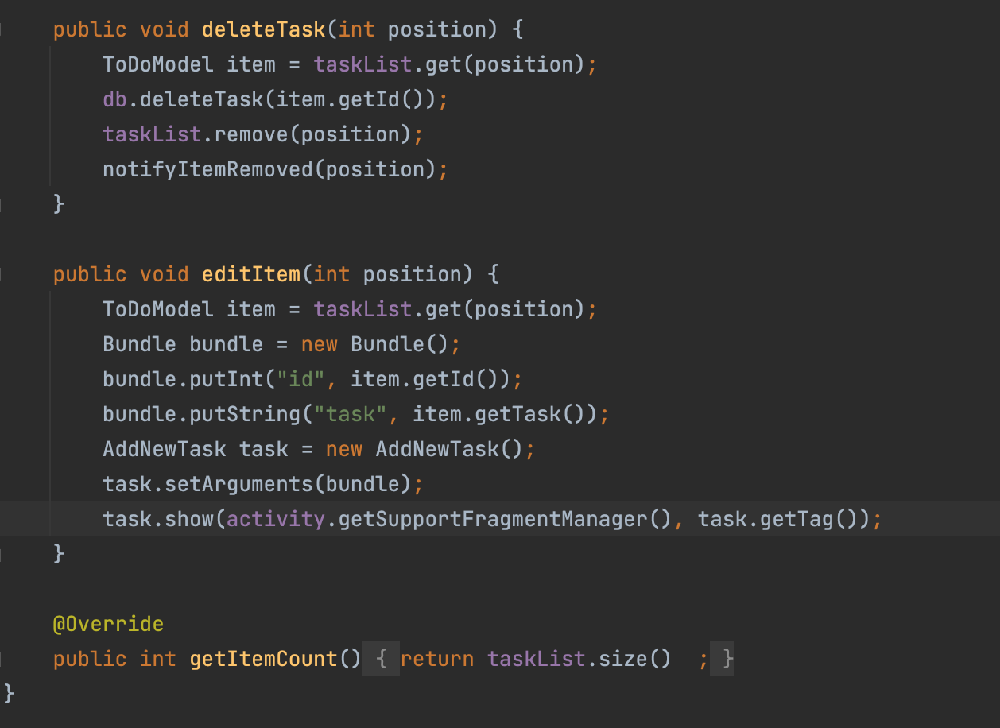 public void deleteTask(int position) {
ToDoModel item = taskList.get(position);
db.deleteTask(item.getId());
taskList.remove(position);
notifyItemRemoved(position);
}
public void editItem(int position) {
ToDoModel item = taskList.get(position);
Bundle bundle = new Bundle();
bundle.putInt("id", item.getId());
bundle.putString("task", item.getTask());
AddNewTask task = new AddNewTask();
task.setArguments(bundle);
task.show(activity.getSupportFragmentManager(), task.getTag());
}
@Override
public int getItemCount() { return taskList.size()  ; }
}